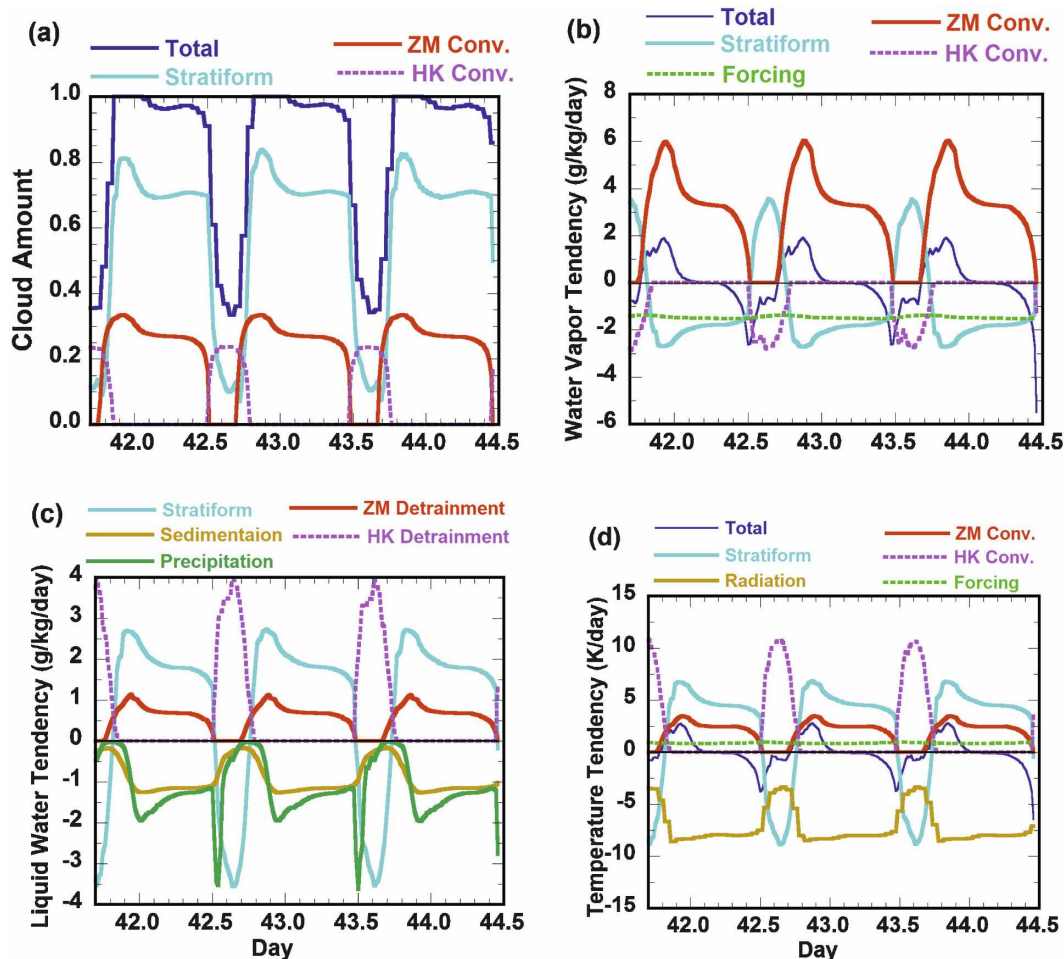 (a)
Total
ZM Conv.
Stratiform
HK Conv.
Cloud Amount
1.0
0.8
0.6
0.4
0.2
0.0
42.0 42.5 43.0 43.5 44.0 44.5
(b)
Total
ZM Conv.
Stratiform
HK Conv.
Forcing
Water Vapor Tendency (g/kg/day)
8
6
4
2
0
-2
-4
-6
42.0 42.5 43.0 43.5 44.0 44.5
(c)
Stratiform
ZM Detrainment
Sedimentaion
HK Detrainment
Precipitation
Liquid Water Tendency (g/kg/day)
4
3
2
1
0
-1
-2
-3
-4
42.0 42.5 43.0 43.5 44.0 44.5
Day
(d)
Total
ZM Conv.
Stratiform
HK Conv.
Radiation
Forcing
Temperature Tendency (K/day)
15
10
5
0
-5
-10
-15
42.0 42.5 43.0 43.5 44.0 44.5
Day